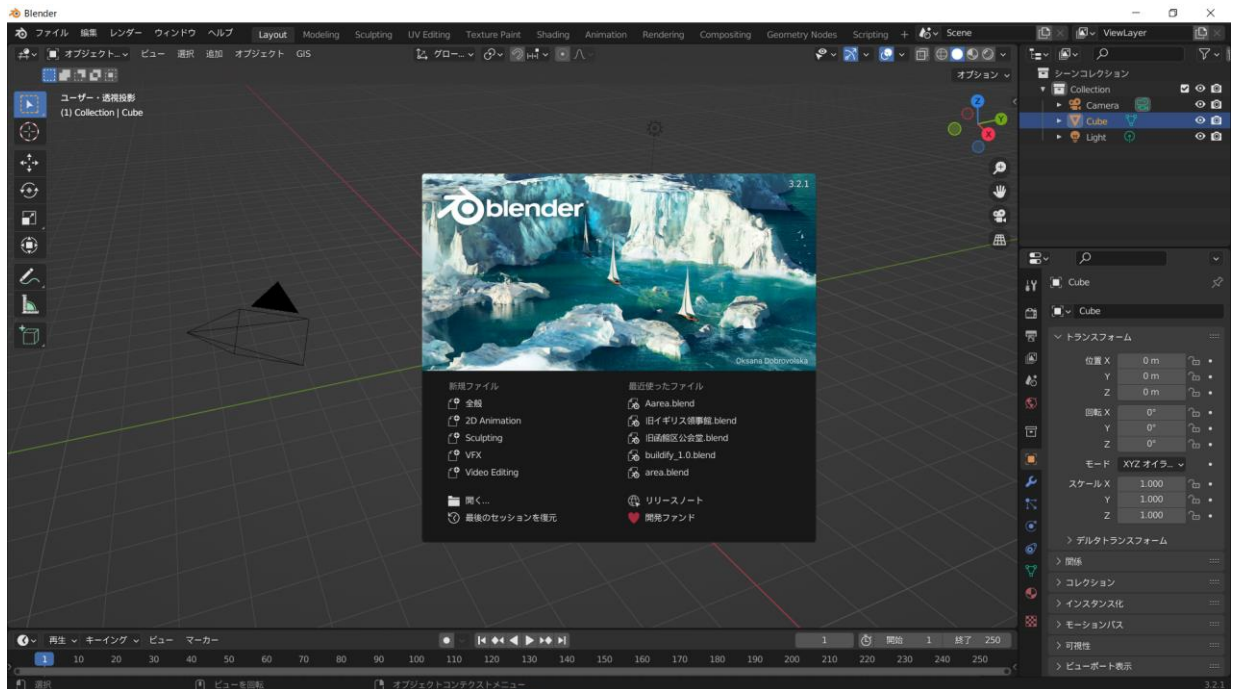 Blender
ファイル 編集 レンダー ウィンドウ ヘルプ Layout Modeling Sculpting UV Editing Texture Paint Shading Animation Rendering Compositing Geometry Nodes Scripting + Scene ViewLayer
オブジェクト... ビュー 選択 追加 オブジェクト GIS グロー...
オプション
ユーザー・透視投影
(1) Collection | Cube
Z
Y
X
シーンコレクション
Collection
Camera
Cube
Light
blender
3.2.1
Oksana Dobrovolska
新規ファイル
全般
2D Animation
Sculpting
VFX
Video Editing
開く...
最後のセッションを復元
最近使ったファイル
Aarea.blend
旧イギリス領事館.blend
旧函館区公会堂.blend
buildify_1.0.blend
area.blend
リリースノート
開発ファンド
Cube
Cube
トランスフォーム
位置 X 0 m
Y 0 m
Z 0 m
回転 X 0°
Y 0°
Z 0°
モード XYZ オイラ...
スケール X 1.000
Y 1.000
Z 1.000
デルタトランスフォーム
関係
コレクション
インスタンス化
モーションパス
可視性
ビューポート表示
再生 キーイング ビュー マーカー 1 開始 1 終了 250
1 10 20 30 40 50 60 70 80 90 100 110 120 130 140 150 160 170 180 190 200 210 220 230 240 250
選択 ビューを回転 オブジェクトコンテクストメニュー 3.2.1